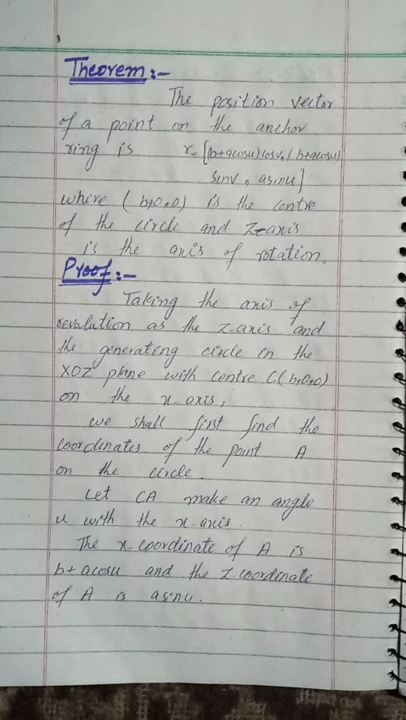 Theorem:-
The position vector
of a point on the anchor
ring is r=[(b+acosu)cosv, (b+acosu)
sinv, asinu]
where (b,0,0) is the centre
of the circle and Z-axis
is the axis of rotation.
Proof:-
Taking the axis of
revalution as the z-axis and
the generating circle in the
XOZ plane with centre C(b,0,0)
on the x-axis,
we shall first find the
coordinates of the point A
on the circle.
Let CA make an angle
u with the x-axis.
The x-coordinate of A is
b+acosu and the z-coordinate
of A is asinu.